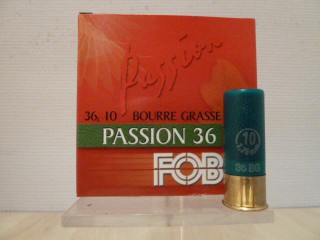 Passion
36, 10 BOURRE GRASSE
PASSION 36
FOB
10
36 BG